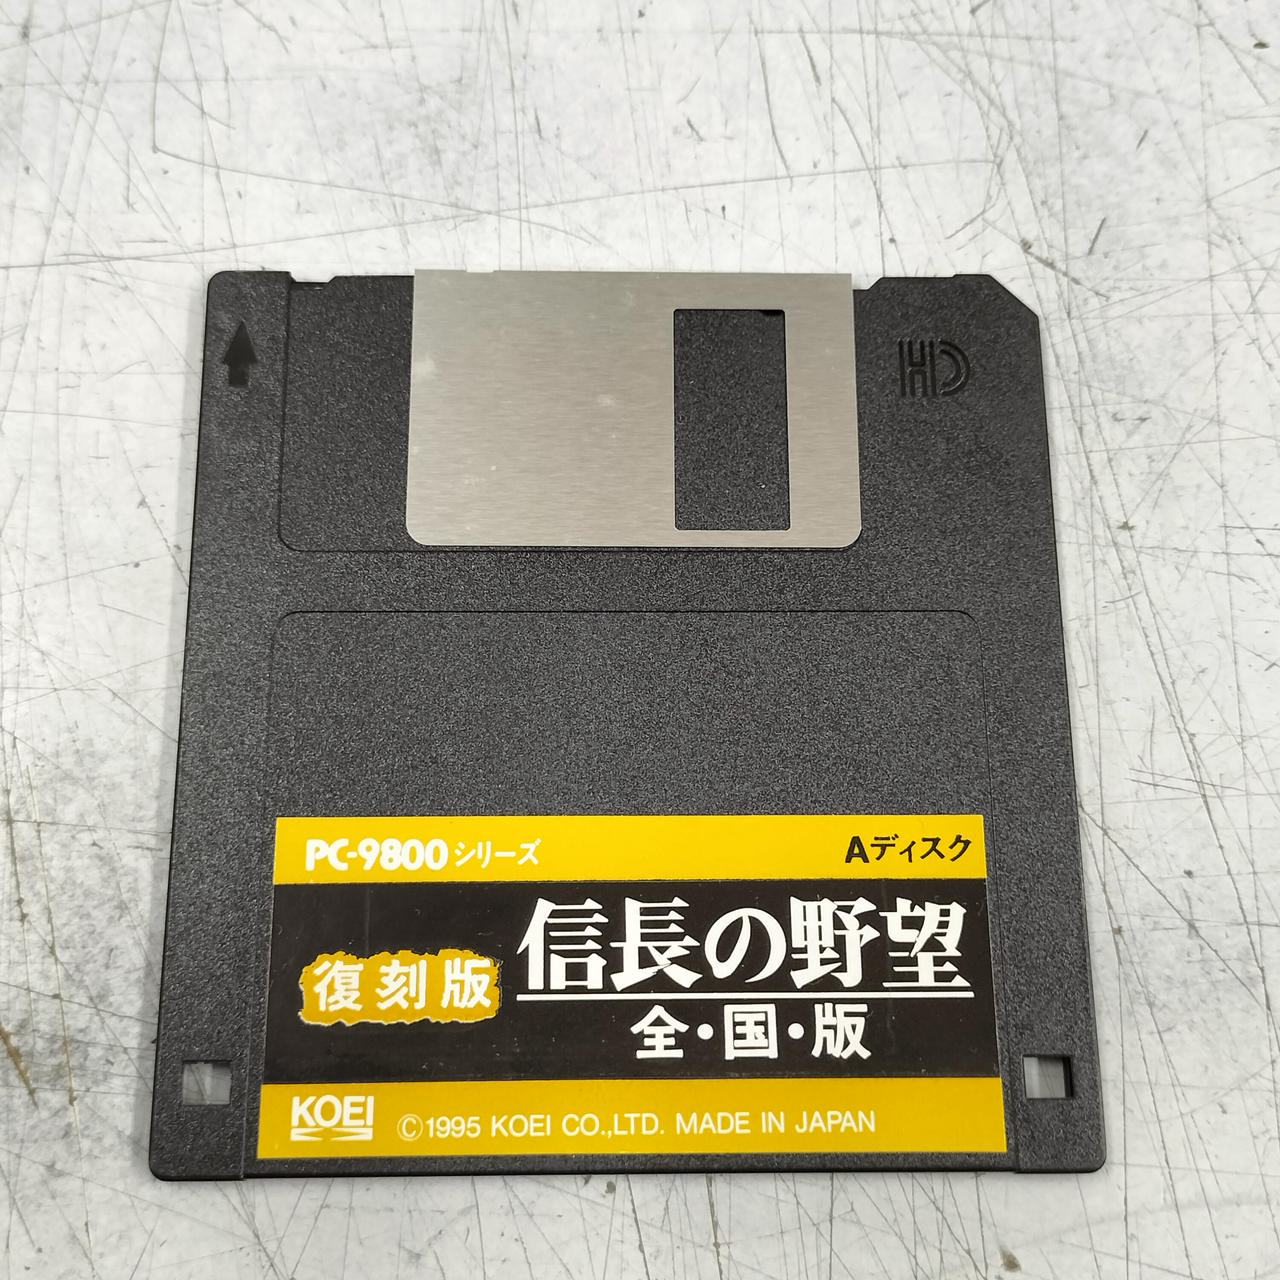 HD
PC-9800シリーズ Aディスク
復刻版 信長の野望
全・国・版
KOEI ©1995 KOEI CO.,LTD. MADE IN JAPAN